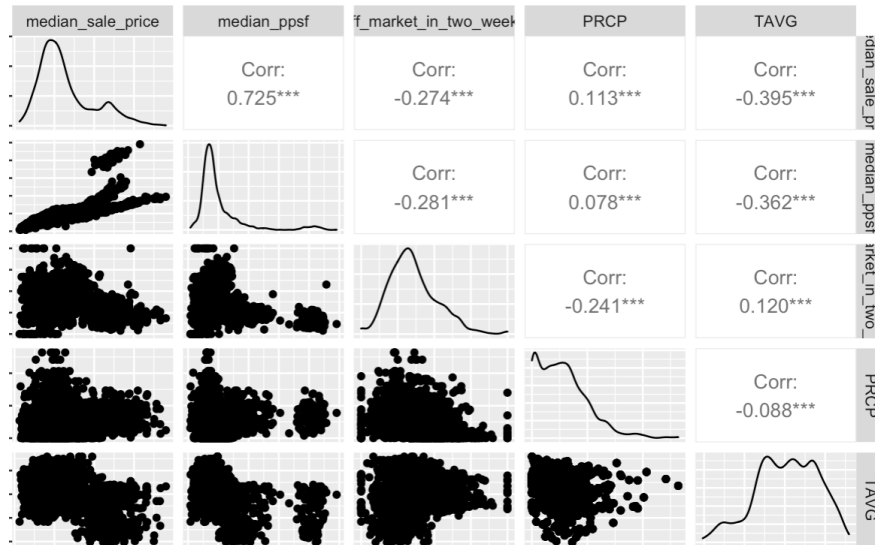 median_sale_price
median_ppsf
ff_market_in_two_week
PRCP
TAVG
Corr:
0.725***
Corr:
-0.274***
Corr:
0.113***
Corr:
-0.395***
edian_sale_pr
Corr:
-0.281***
Corr:
0.078***
Corr:
-0.362***
median_ppsf
Corr:
-0.241***
Corr:
0.120***
rket_in_two_
Corr:
-0.088***
PRCP
TAVG